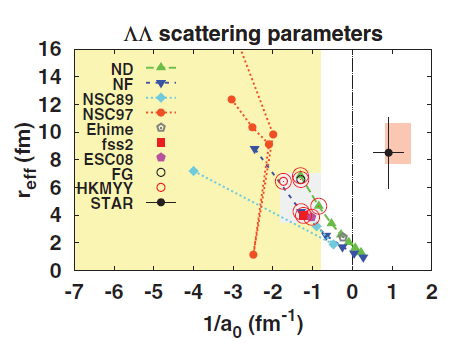 ΛΛ scattering parameters
16
14
12
10
8
6
4
2
0
r_eff (fm)
ND
NF
NSC89
NSC97
Ehime
fss2
ESC08
FG
HKMYY
STAR
-7 -6 -5 -4 -3 -2 -1 0 1 2
1/a₀ (fm⁻¹)